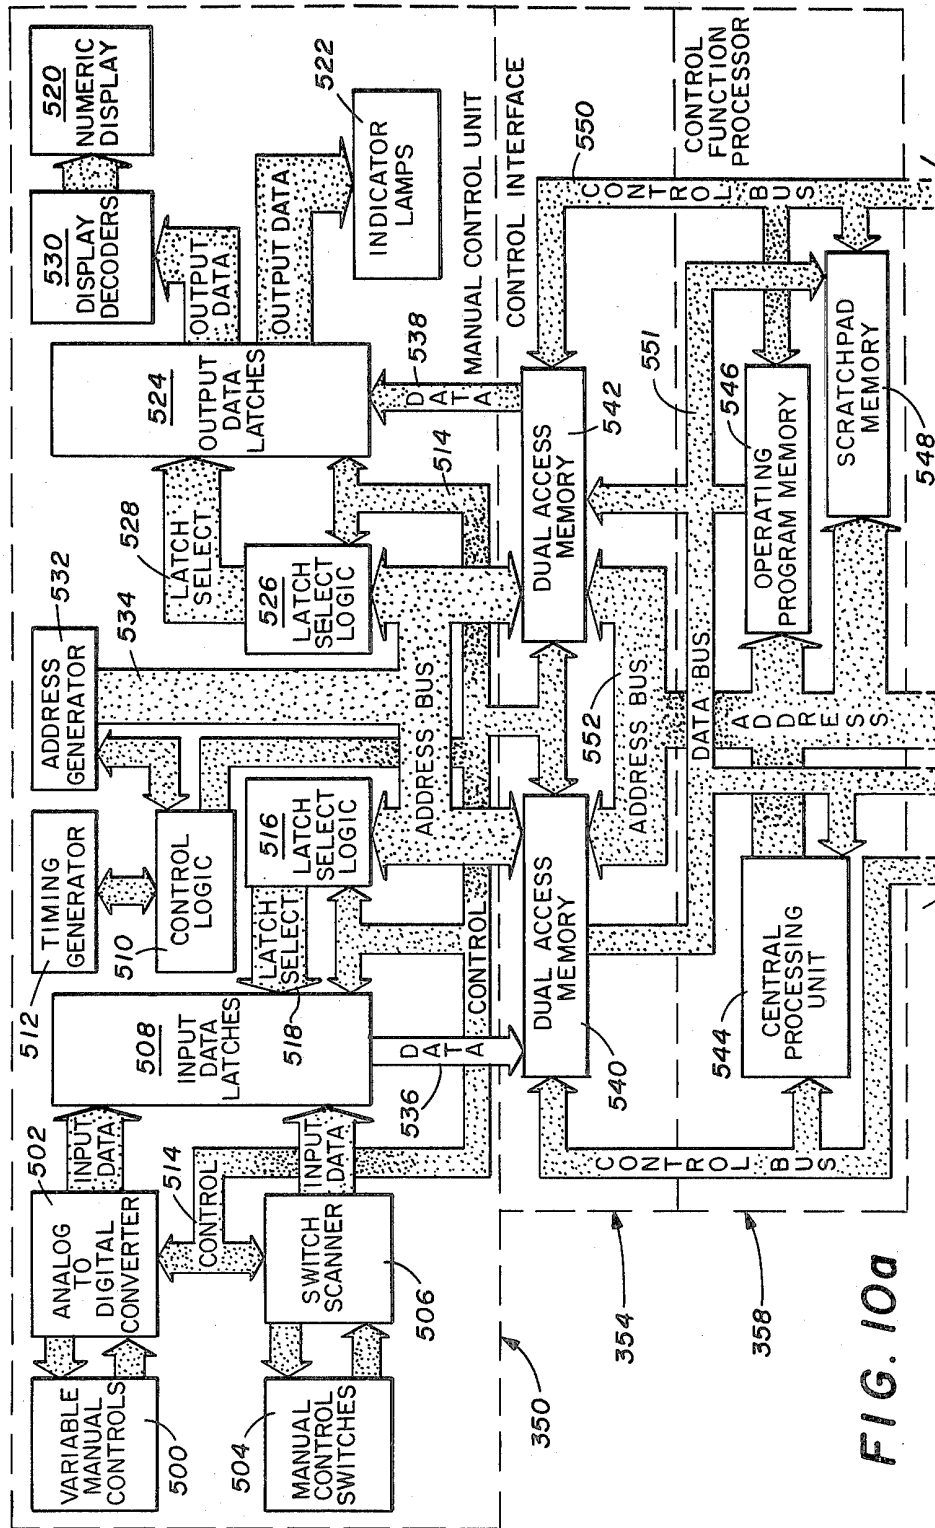 VARIABLE
MANUAL
CONTROLS
500
502
ANALOG
TO
DIGITAL
CONVERTER
INPUT
DATA
504
MANUAL
CONTROL
SWITCHES
514
CONTROL
SWITCH
SCANNER
506
INPUT
DATA
508
INPUT DATA
LATCHES
512
TIMING
GENERATOR
510
CONTROL
LOGIC
LATCH
SELECT
518
516
LATCH
SELECT
LOGIC
ADDRESS
GENERATOR
532
534
ADDRESS BUS
526
LATCH
SELECT
LOGIC
LATCH
SELECT
528
524
OUTPUT
DATA
LATCHES
514
OUTPUT
DATA
530
DISPLAY
DECODERS
520
NUMERIC
DISPLAY
OUTPUT DATA
522
INDICATOR
LAMPS
536
DATA
CONTROL
538
DATA
MANUAL CONTROL UNIT
CONTROL INTERFACE
350
DUAL ACCESS
MEMORY
540
DUAL ACCESS
MEMORY
542
552
ADDRESS BUS
550
CONTROL BUS
CONTROL
FUNCTION
PROCESSOR
354
CONTROL BUS
DATA BUS
551
544
CENTRAL
PROCESSING
UNIT
ADDRESS
546
OPERATING
PROGRAM MEMORY
SCRATCHPAD
MEMORY
548
358
FIG. 10a